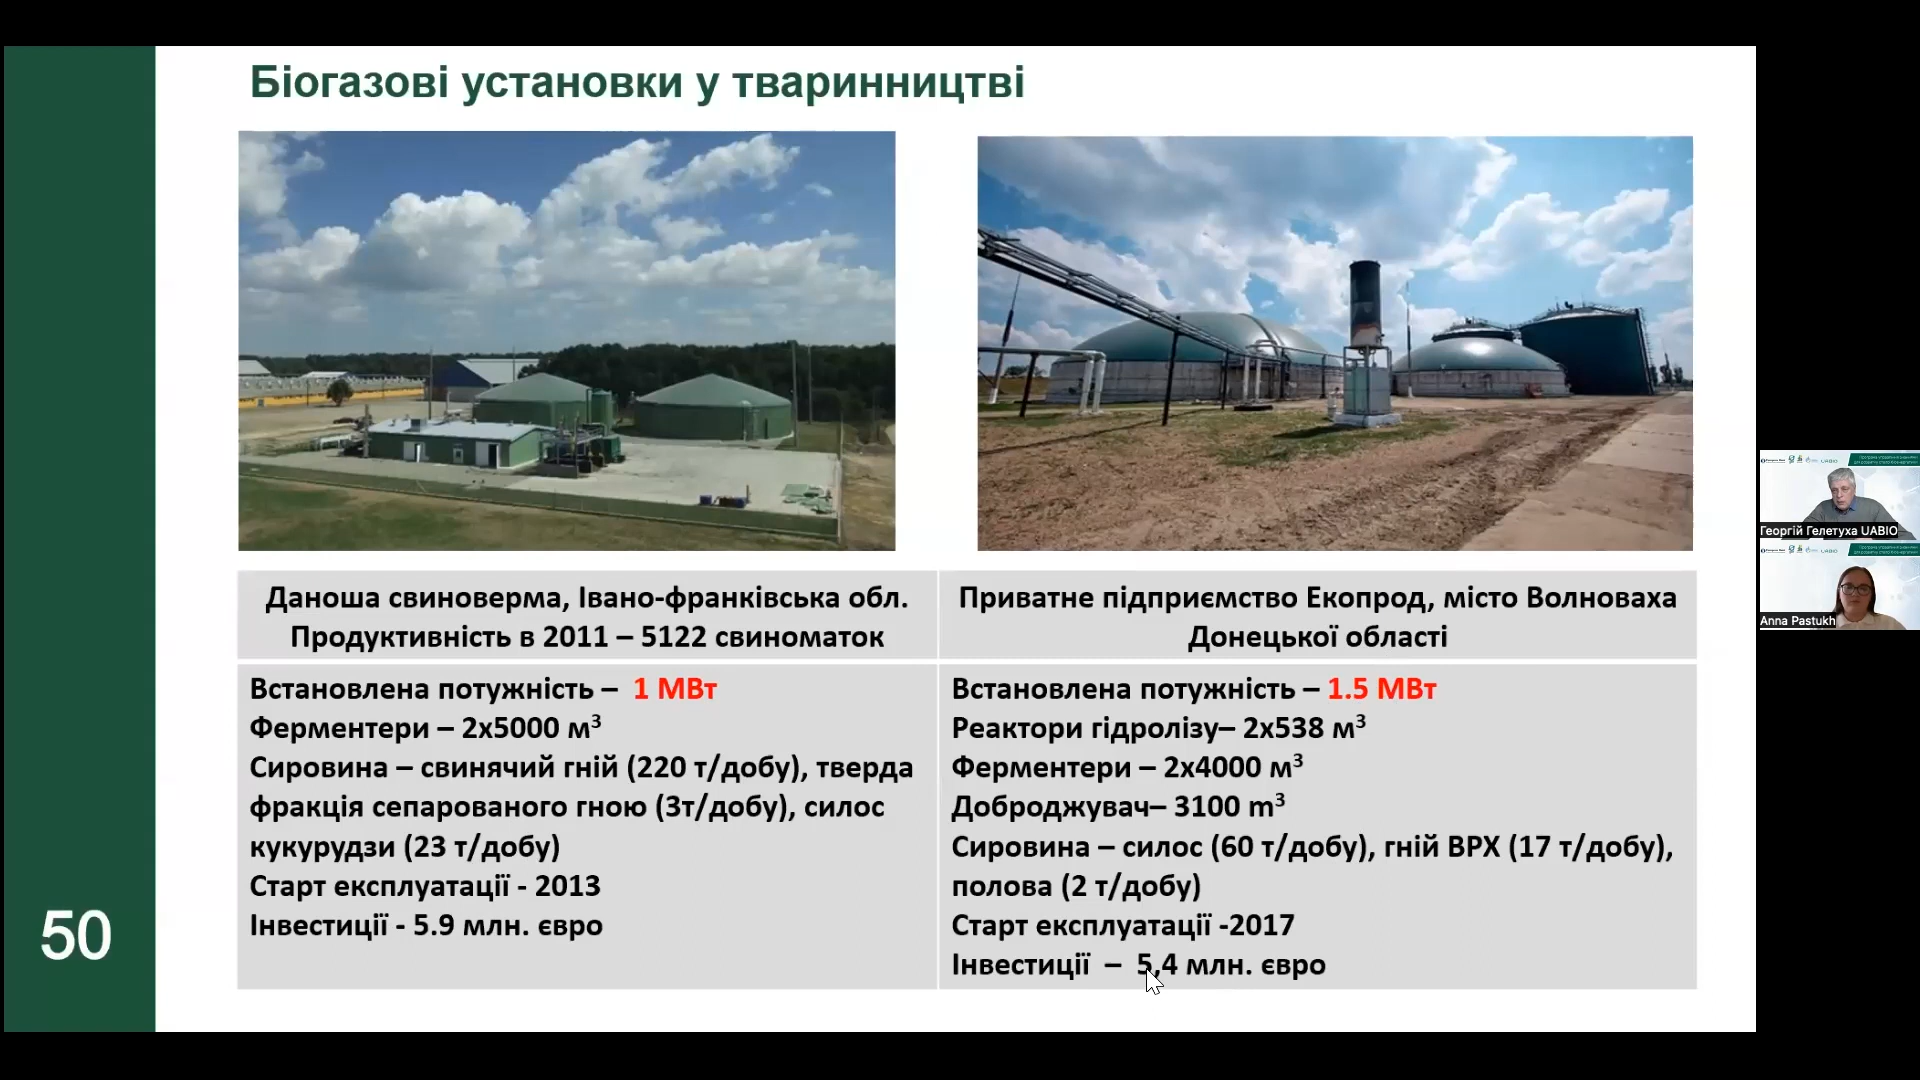 Біогазові установки у тваринництві
Даноша свиноверма, Івано-франківська обл.
Продуктивність в 2011 – 5122 свиноматок
Приватне підприємство Екопрод, місто Волноваха
Донецької області
Встановлена потужність – 1 МВт
Ферментери – 2x5000 м³
Сировина – свинячий гній (220 т/добу), тверда
фракція сепарованого гною (3т/добу), силос
кукурудзи (23 т/добу)
Старт експлуатації - 2013
Інвестиції - 5.9 млн. євро
Встановлена потужність – 1.5 МВт
Реактори гідролізу– 2x538 м³
Ферментери – 2x4000 м³
Доброджувач– 3100 m³
Сировина – силос (60 т/добу), гній ВРХ (17 т/добу),
полова (2 т/добу)
Старт експлуатації -2017
Інвестиції – 5,4 млн. євро
50
Георгій Гелетуха UABIO
Anna Pastukh